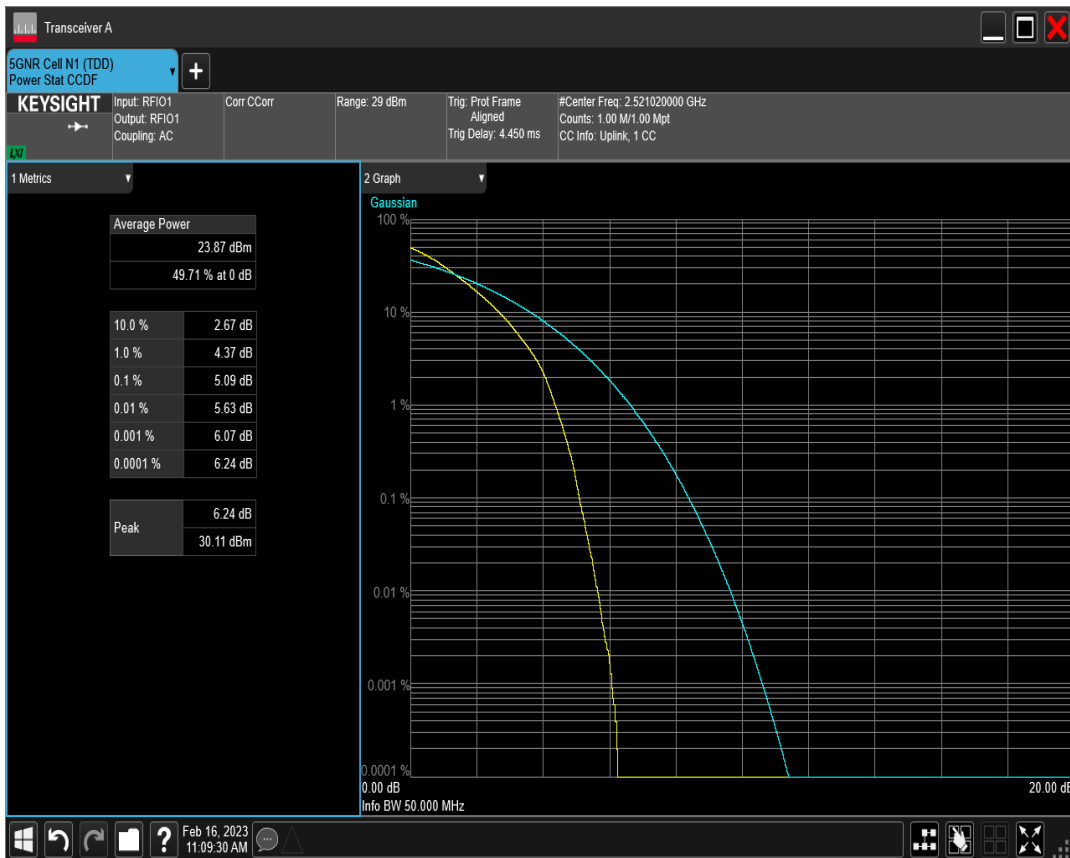 Transceiver A
5GNR Cell N1 (TDD)
Power Stat CCDF
KEYSIGHT
LXI
Input: RFIO1
Output: RFIO1
Coupling: AC
Corr CCorr
Range: 29 dBm
Trig: Prot Frame
Aligned
Trig Delay: 4.450 ms
#Center Freq: 2.521020000 GHz
Counts: 1.00 M/1.00 Mpt
CC Info: Uplink, 1 CC
1 Metrics
Average Power
23.87 dBm
49.71 % at 0 dB
10.0 % 2.67 dB
1.0 % 4.37 dB
0.1 % 5.09 dB
0.01 % 5.63 dB
0.001 % 6.07 dB
0.0001 % 6.24 dB
Peak
6.24 dB
30.11 dBm
2 Graph
Gaussian
100 %
10 %
1 %
0.1 %
0.01 %
0.001 %
0.0001 %
0.00 dB 20.00 dB
Info BW 50.000 MHz
?
Feb 16, 2023
11:09:30 AM